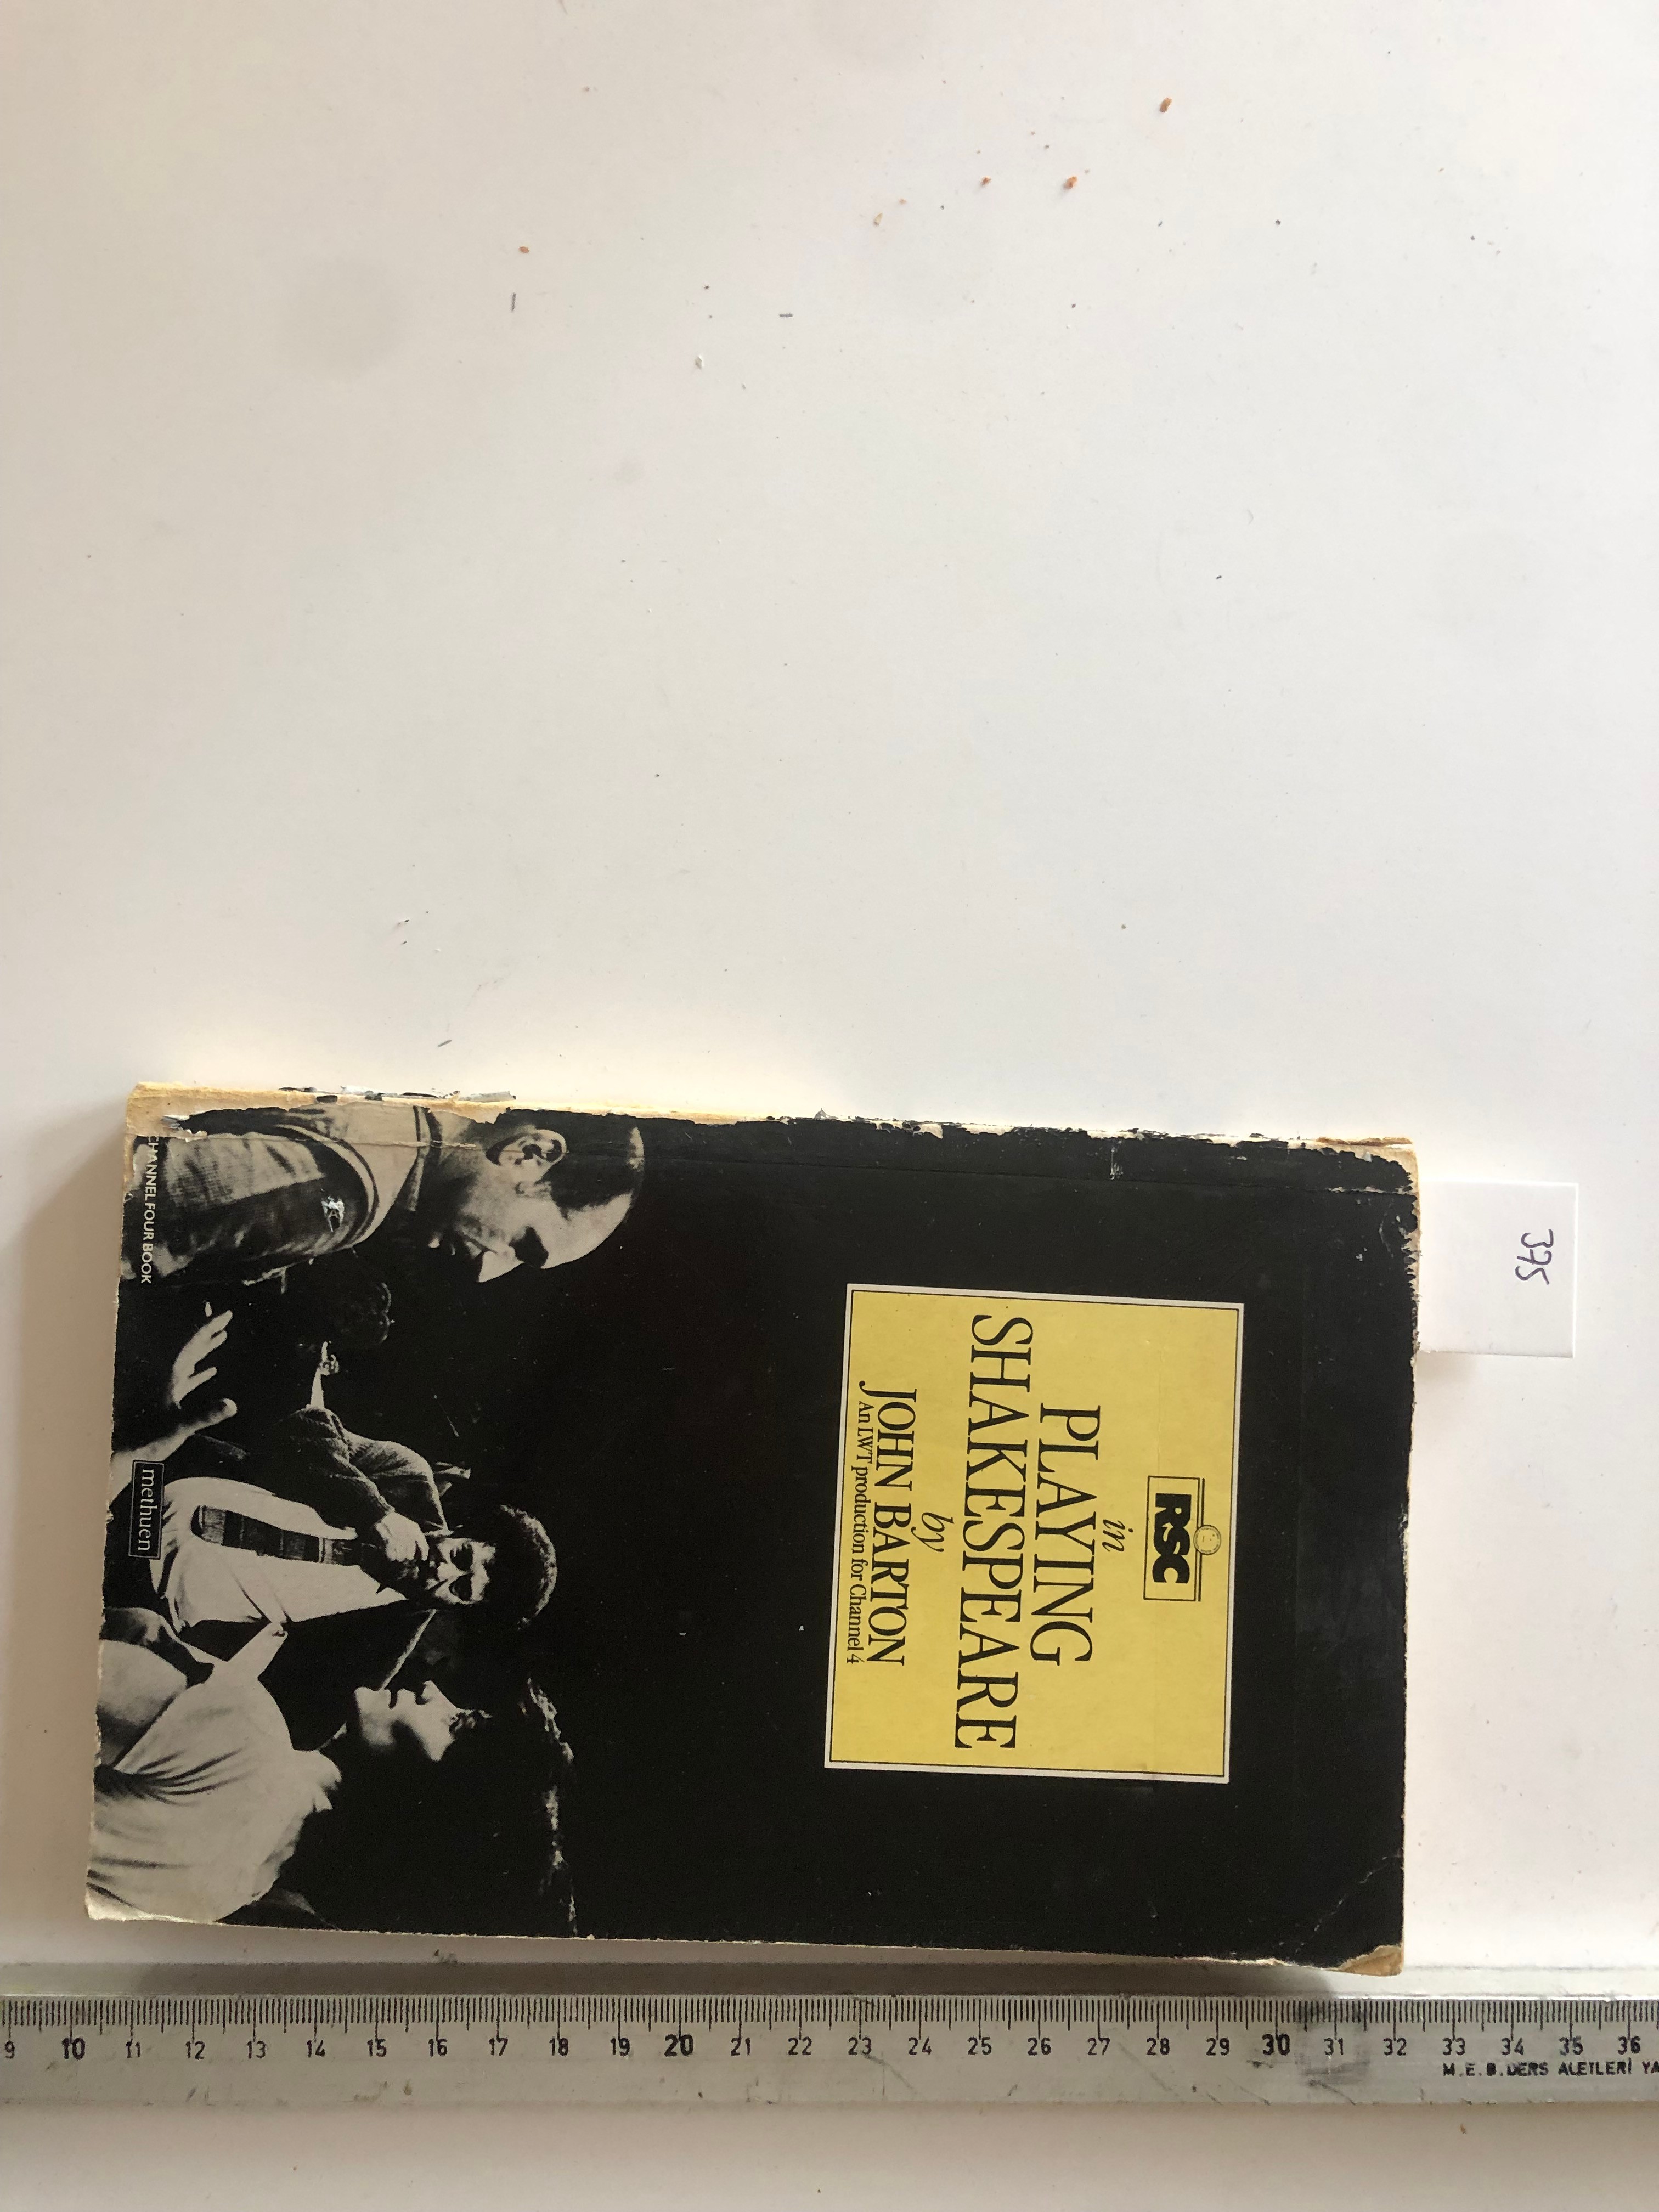 375
RSC
in
PLAYING
SHAKESPEARE
by
JOHN BARTON
An LWT production for Channel 4
CHANNEL FOUR BOOK
methuen
9 10 11 12 13 14 15 16 17 18 19 20 21 22 23 24 25 26 27 28 29 30 31 32 33 34 35 36
M.E.B. DERS ALETLERİ YA